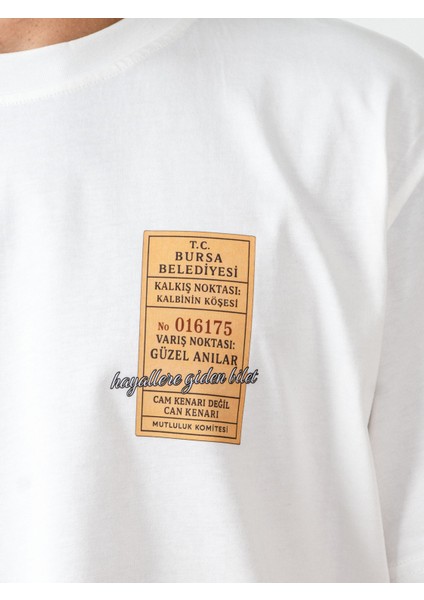 T.C.
BURSA
BELEDİYESİ
KALKIŞ NOKTASI:
KALBİNİN KÖŞESİ
No 016175
VARIŞ NOKTASI:
GÜZEL ANILAR
hayallere giden bilet
CAM KENARI DEĞİL
CAN KENARI
MUTLULUK KOMİTESİ